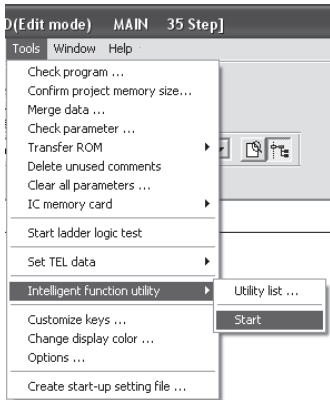 D(Edit mode)    MAIN    35 Step]
Tools  Window  Help
Check program ...
Confirm project memory size...
Merge data ...
Check parameter ...
Transfer ROM
Delete unused comments
Clear all parameters ...
IC memory card
Start ladder logic test
Set TEL data
Intelligent function utility
Utility list ...
Customize keys ...
Start
Change display color ...
Options ...
Create start-up setting file ...